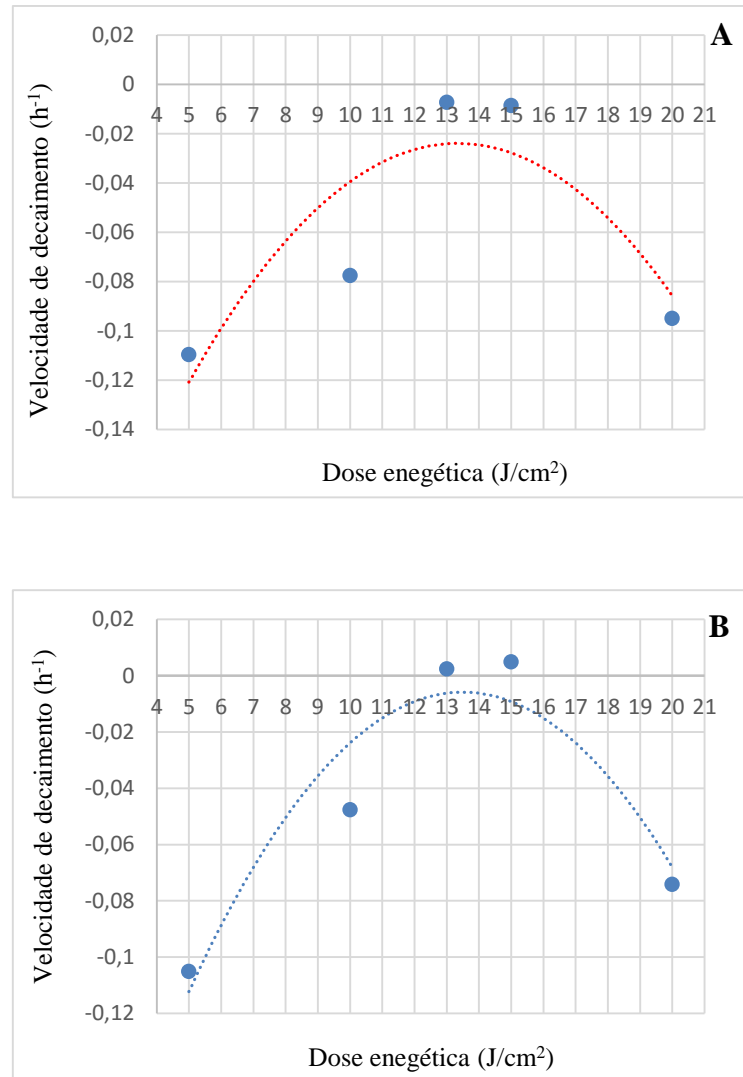 A
0,02
0
4 5 6 7 8 9 10 11 12 13 14 15 16 17 18 19 20 21
-0,02
-0,04
-0,06
-0,08
-0,1
-0,12
-0,14
Velocidade de decaimento (h-1)
Dose enegética (J/cm2)
B
0,02
0
4 5 6 7 8 9 10 11 12 13 14 15 16 17 18 19 20 21
-0,02
-0,04
-0,06
-0,08
-0,1
-0,12
Velocidade de decaimento (h-1)
Dose enegética (J/cm2)